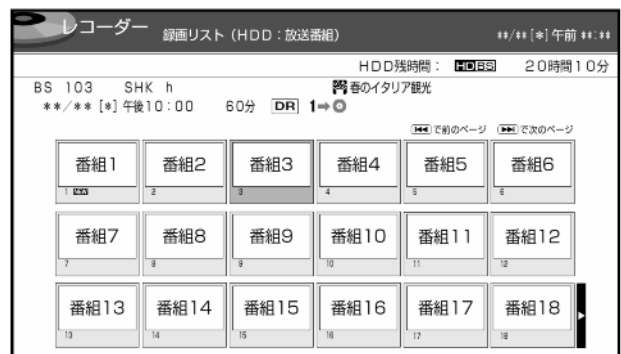 レコーダー 録画リスト（HDD：放送番組） **/**[*]午前 **:**
HDD残時間： HD BS 20時間10分
BS 103 SHK h 春のイタリア観光
**/** [*] 午後10：00 60分 DR 1➡
⏮で前のページ ⏭で次のページ
番組1 番組2 番組3 番組4 番組5 番組6
1 NEW 2 3 4 5 6
番組7 番組8 番組9 番組10 番組11 番組12
7 8 9 10 11 12
番組13 番組14 番組15 番組16 番組17 番組18
13 14 15 16 17 18